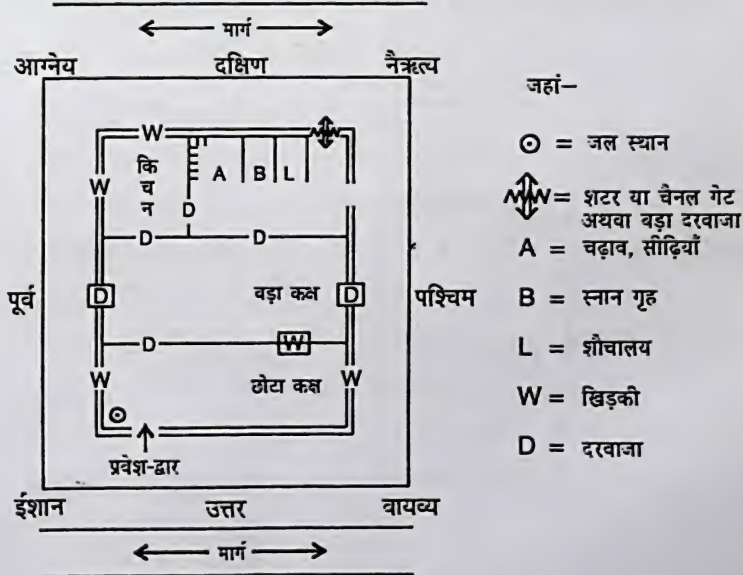 ← मार्ग →
आग्नेय दक्षिण नैऋत्य
W
किचन
W
A B L
D
D D
पूर्व D बड़ा कक्ष D पश्चिम
D W
W छोटा कक्ष W
⊙
प्रवेश-द्वार
ईशान उत्तर वायव्य
← मार्ग →
जहां–
⊙ = जल स्थान
= शटर या चैनल गेट
अथवा बड़ा दरवाजा
A = चढ़ाव, सीढ़ियाँ
B = स्नान गृह
L = शौचालय
W = खिड़की
D = दरवाजा